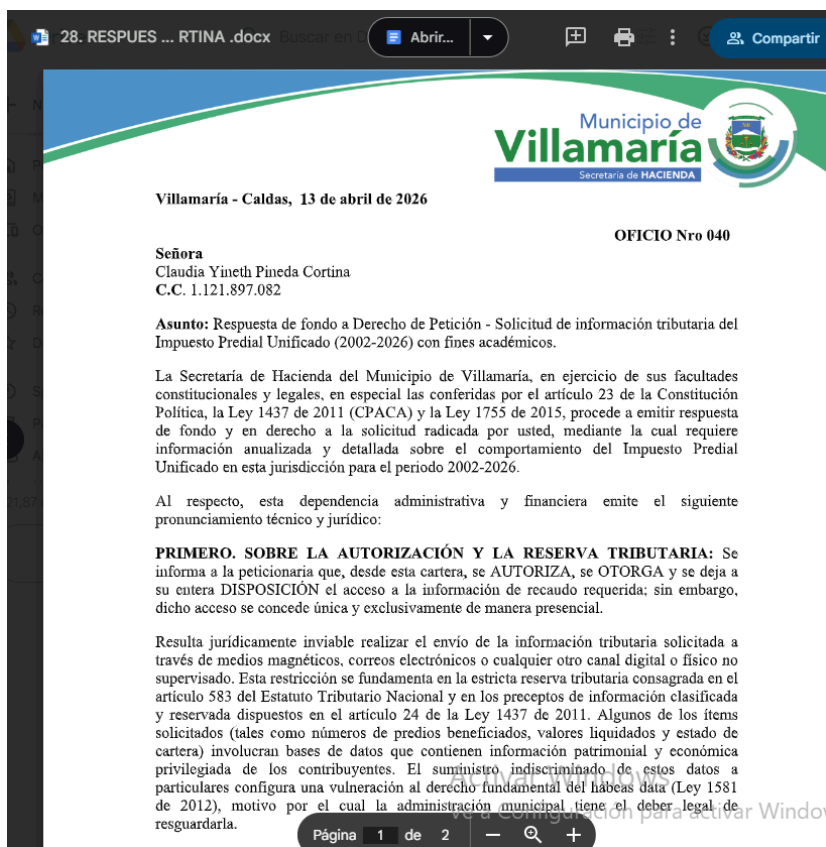 28. RESPUES ... RTINA .docx
Buscar en D
Abrir...
Compartir
Municipio de
Villamaría
Secretaría de HACIENDA
Villamaría - Caldas, 13 de abril de 2026
OFICIO Nro 040
Señora
Claudia Yineth Pineda Cortina
C.C. 1.121.897.082
Asunto: Respuesta de fondo a Derecho de Petición - Solicitud de información tributaria del
Impuesto Predial Unificado (2002-2026) con fines académicos.
La Secretaría de Hacienda del Municipio de Villamaría, en ejercicio de sus facultades
constitucionales y legales, en especial las conferidas por el artículo 23 de la Constitución
Política, la Ley 1437 de 2011 (CPACA) y la Ley 1755 de 2015, procede a emitir respuesta
de fondo y en derecho a la solicitud radicada por usted, mediante la cual requiere
información anualizada y detallada sobre el comportamiento del Impuesto Predial
Unificado en esta jurisdicción para el periodo 2002-2026.
Al respecto, esta dependencia administrativa y financiera emite el siguiente
pronunciamiento técnico y jurídico:
PRIMERO. SOBRE LA AUTORIZACIÓN Y LA RESERVA TRIBUTARIA: Se
informa a la peticionaria que, desde esta cartera, se AUTORIZA, se OTORGA y se deja a
su entera DISPOSICIÓN el acceso a la información de recaudo requerida; sin embargo,
dicho acceso se concede única y exclusivamente de manera presencial.
Resulta jurídicamente inviable realizar el envío de la información tributaria solicitada a
través de medios magnéticos, correos electrónicos o cualquier otro canal digital o físico no
supervisado. Esta restricción se fundamenta en la estricta reserva tributaria consagrada en el
artículo 583 del Estatuto Tributario Nacional y en los preceptos de información clasificada
y reservada dispuestos en el artículo 24 de la Ley 1437 de 2011. Algunos de los ítems
solicitados (tales como números de predios beneficiados, valores liquidados y estado de
cartera) involucran bases de datos que contienen información patrimonial y económica
privilegiada de los contribuyentes. El suministro indiscriminado de estos datos a
particulares configura una vulneración al derecho fundamental del hábeas data (Ley 1581
de 2012), motivo por el cual la administración municipal tiene el deber legal de
resguardarla.
Activar Windows
Ve a Configuración para activar Window
Página 1 de 2